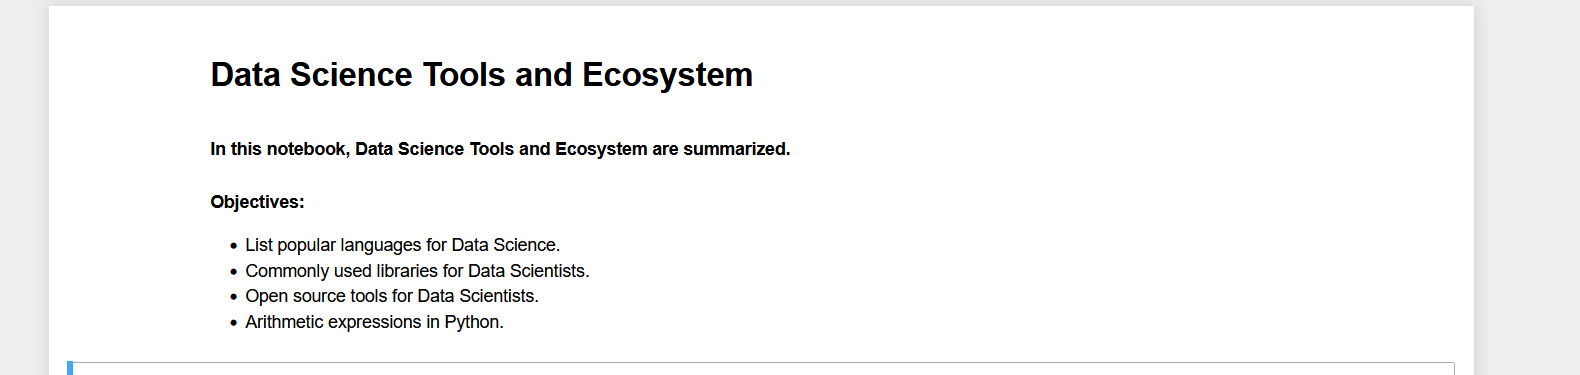 Data Science Tools and Ecosystem
In this notebook, Data Science Tools and Ecosystem are summarized.
Objectives:
• List popular languages for Data Science.
• Commonly used libraries for Data Scientists.
• Open source tools for Data Scientists.
• Arithmetic expressions in Python.